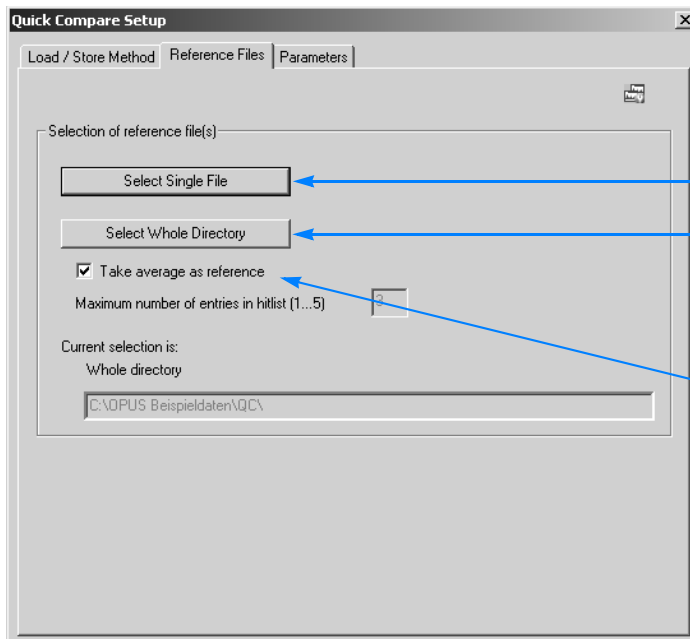 Quick Compare Setup
Load / Store Method Reference Files Parameters
Selection of reference file(s)
Select Single File
Select Whole Directory
Take average as reference
Maximum number of entries in hitlist (1...5) 3
Current selection is:
Whole directory
C:\OPUS Beispieldaten\QC\